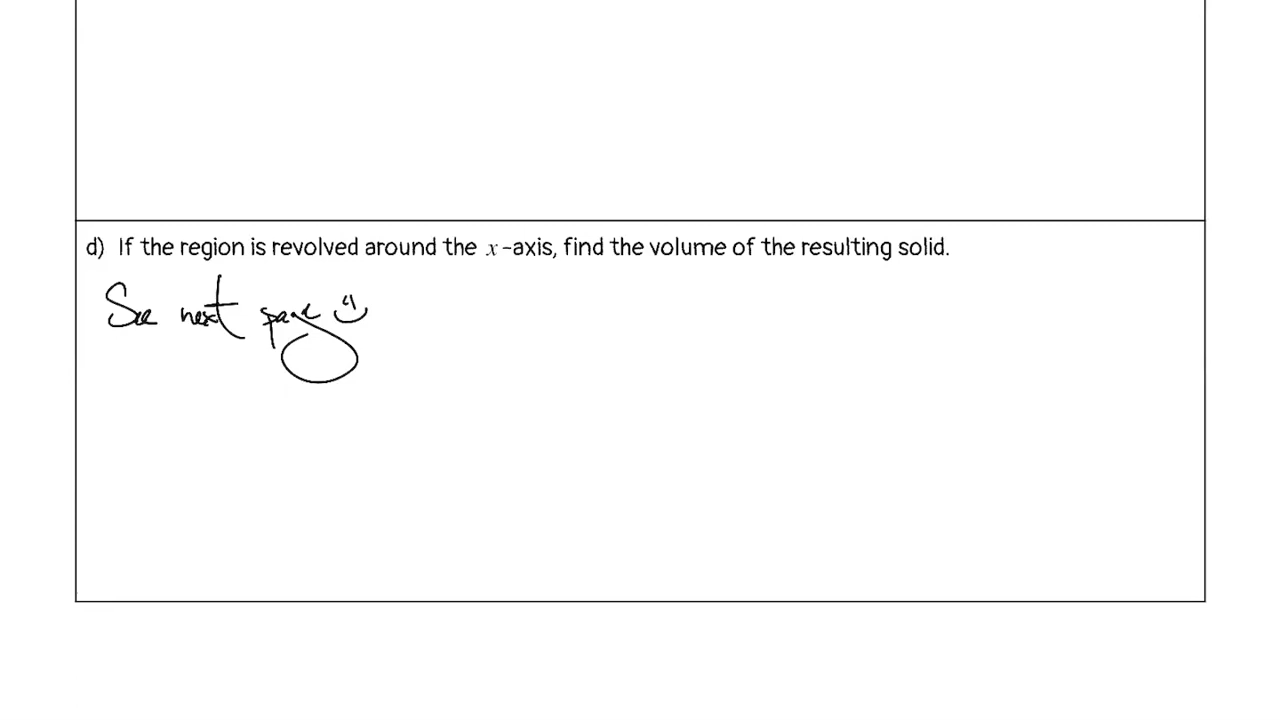 d) If the region is revolved around the x-axis, find the volume of the resulting solid.
See next page